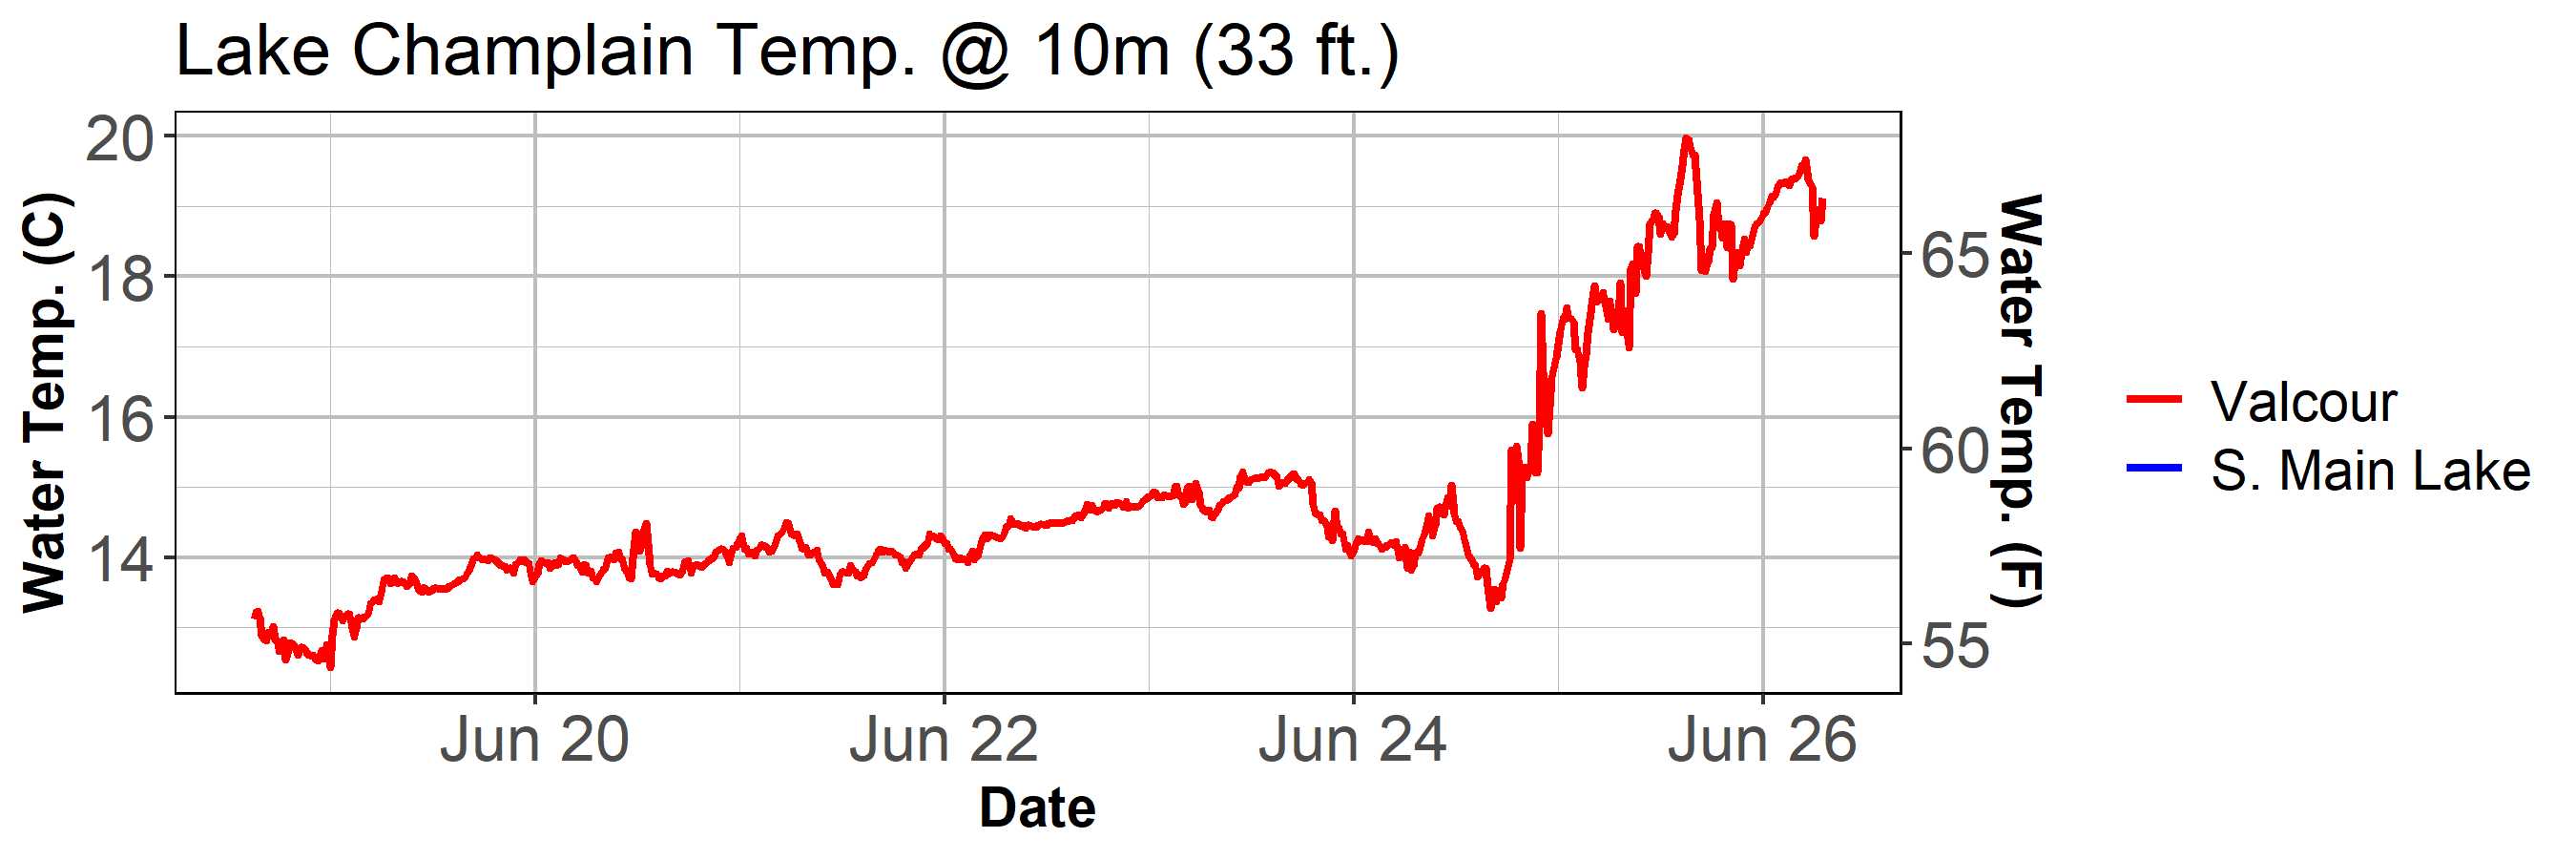 Lake Champlain Temp. @ 10m (33 ft.)
Water Temp. (C)
20
18
16
14
65
60
55
Water Temp. (F)
Jun 20 Jun 22 Jun 24 Jun 26
Date
Valcour
S. Main Lake